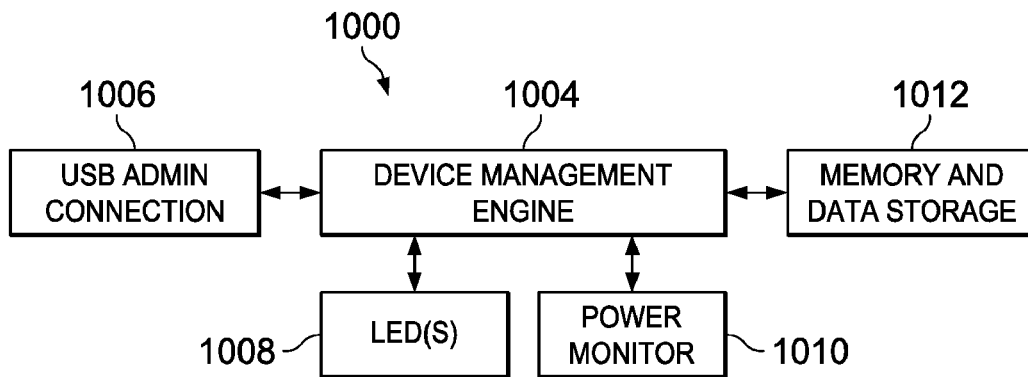 1000
1006
1004
1012
USB ADMIN
CONNECTION
DEVICE MANAGEMENT
ENGINE
MEMORY AND
DATA STORAGE
1008
LED(S)
POWER
MONITOR
1010